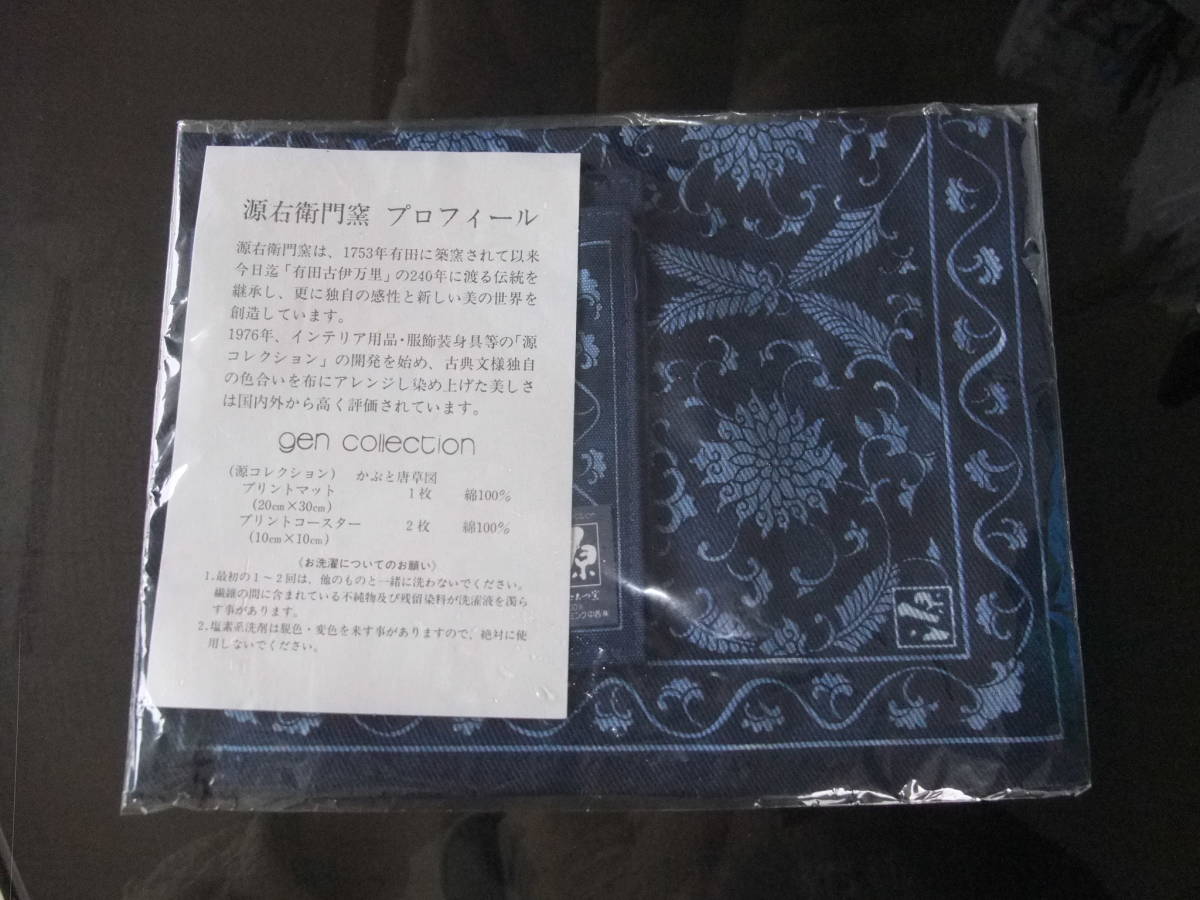 源右衛門窯 プロフィール
源右衛門窯は、1753年有田に築窯されて以来
今日迄「有田古伊万里」の240年に渡る伝統を
継承し、更に独自の感性と新しい美の世界を
創造しています。
1976年、インテリア用品・服飾装身具等の「源
コレクション」の開発を始め、古典文様独自
の色合いを布にアレンジし染め上げた美しさ
は国内外から高く評価されています。
gen collection
(源コレクション) かぶと唐草図
プリントマット 1枚 綿100%
(20cm×30cm)
プリントコースター 2枚 綿100%
(10cm×10cm)
〈お洗濯についてのお願い〉
1.最初の1〜2回は、他のものと一緒に洗わないでください。
繊維の間に含まれている不純物及び残留染料が洗濯液を濁ら
す事があります。
2.塩素系洗剤は脱色・変色を来す事がありますので、絶対に使
用しないでください。
源
源